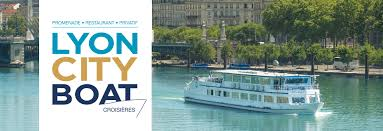 PROMENADE • RESTAURANT • PRIVATIF
LYON
CITY
BOAT
CROISIÈRES